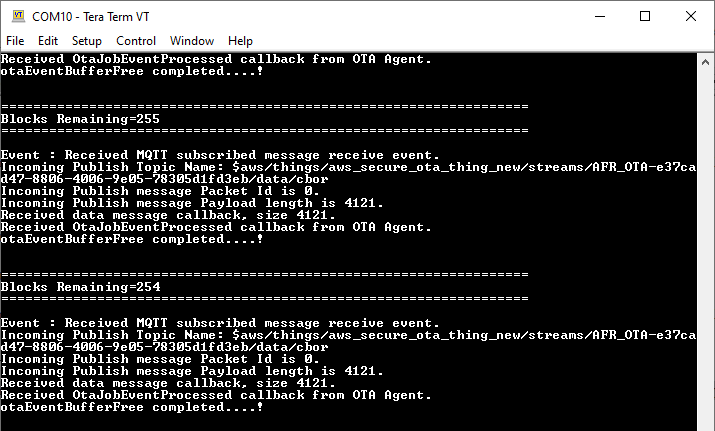 COM10 - Tera Term VT
File Edit Setup Control Window Help
Received OtaJobEventProcessed callback from OTA Agent.
otaEventBufferFree completed....!
==================================================================
Blocks Remaining=255
==================================================================
Event : Received MQTT subscribed message receive event.
Incoming Publish Topic Name: $aws/things/aws_secure_ota_thing_new/streams/AFR_OTA-e37ca
d47-8806-4006-9e05-78305d1fd3eb/data/cbor
Incoming Publish message Packet Id is 0.
Incoming Publish message Payload length is 4121.
Received data message callback, size 4121.
Received OtaJobEventProcessed callback from OTA Agent.
otaEventBufferFree completed....!
==================================================================
Blocks Remaining=254
==================================================================
Event : Received MQTT subscribed message receive event.
Incoming Publish Topic Name: $aws/things/aws_secure_ota_thing_new/streams/AFR_OTA-e37ca
d47-8806-4006-9e05-78305d1fd3eb/data/cbor
Incoming Publish message Packet Id is 0.
Incoming Publish message Payload length is 4121.
Received data message callback, size 4121.
Received OtaJobEventProcessed callback from OTA Agent.
otaEventBufferFree completed....!